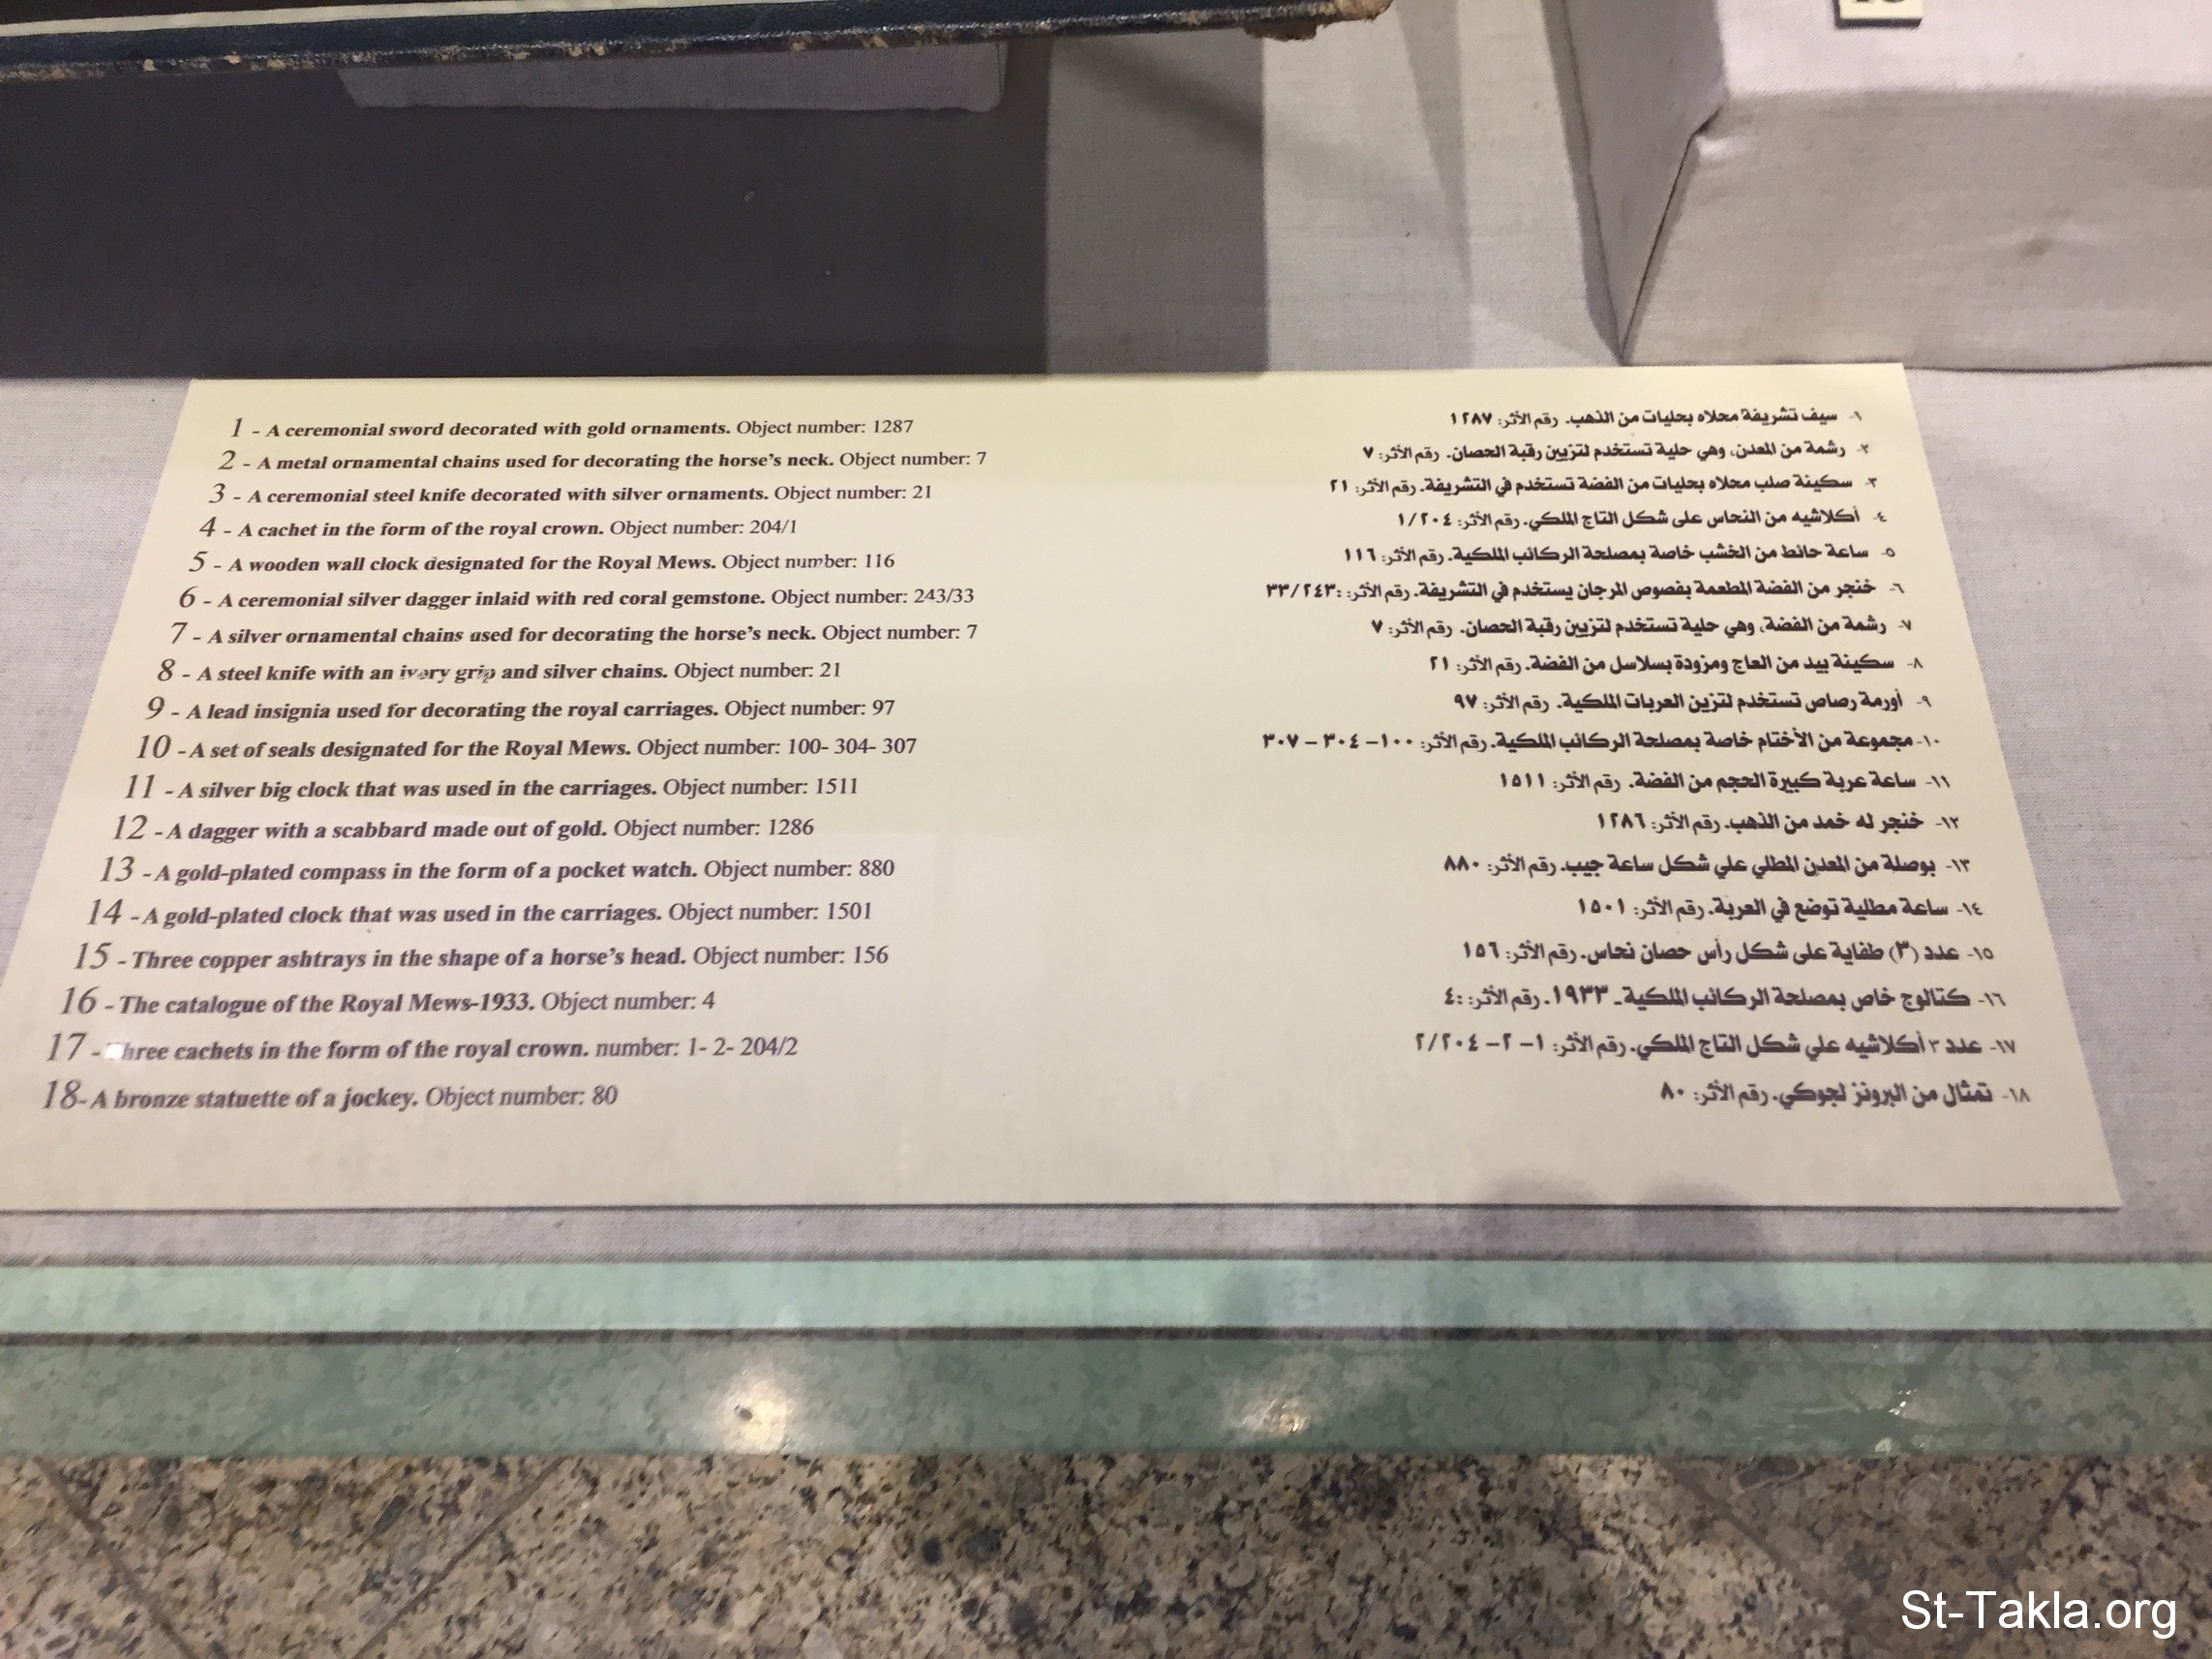 1 - A ceremonial sword decorated with gold ornaments. Object number: 1287
2 - A metal ornamental chains used for decorating the horse's neck. Object number: 7
3 - A ceremonial steel knife decorated with silver ornaments. Object number: 21
4 - A cachet in the form of the royal crown. Object number: 204/1
5 - A wooden wall clock designated for the Royal Mews. Object number: 116
6 - A ceremonial silver dagger inlaid with red coral gemstone. Object number: 243/33
7 - A silver ornamental chains used for decorating the horse's neck. Object number: 7
8 - A steel knife with an ivory grip and silver chains. Object number: 21
9 - A lead insignia used for decorating the royal carriages. Object number: 97
10 - A set of seals designated for the Royal Mews. Object number: 100- 304- 307
11 - A silver big clock that was used in the carriages. Object number: 1511
12 - A dagger with a scabbard made out of gold. Object number: 1286
13 - A gold-plated compass in the form of a pocket watch. Object number: 880
14 - A gold-plated clock that was used in the carriages. Object number: 1501
15 - Three copper ashtrays in the shape of a horse's head. Object number: 156
16 - The catalogue of the Royal Mews-1933. Object number: 4
17 - Three cachets in the form of the royal crown. number: 1- 2- 204/2
18- A bronze statuette of a jockey. Object number: 80
١- سيف تشريفة محلاه بحليات من الذهب. رقم الأثر: ١٢٨٧
٢- رشمة من المعدن، وهي حلية تستخدم لتزيين رقبة الحصان. رقم الأثر: ٧
٣- سكينة صلب محلاه بحليات من الفضة تستخدم في التشريفة. رقم الأثر: ٢١
٤- أكلاشيه من النحاس على شكل التاج الملكي. رقم الأثر: ١/٢٠٤
٥- ساعة حائط من الخشب خاصة بمصلحة الركائب الملكية. رقم الأثر: ١١٦
٦- خنجر من الفضة المطعمة بفصوص المرجان يستخدم في التشريفة. رقم الأثر: :٣٣/٢٤٣
٧- رشمة من الفضة، وهي حلية تستخدم لتزيين رقبة الحصان. رقم الأثر: ٧
٨- سكينة بيد من العاج ومزودة بسلاسل من الفضة. رقم الأثر: ٢١
٩- أورمة رصاص تستخدم لتزين العربات الملكية. رقم الأثر: ٩٧
١٠- مجموعة من الأختام خاصة بمصلحة الركائب الملكية. رقم الأثر: ١٠٠– ٣٠٤ – ٣٠٧
١١- ساعة عربة كبيرة الحجم من الفضة. رقم الأثر: ١٥١١
١٢- خنجر له خمد من الذهب. رقم الأثر: ١٢٨٦
١٣- بوصلة من المعدن المطلي علي شكل ساعة جيب. رقم الأثر: ٨٨٠
١٤- ساعة مطلية توضع في العربة. رقم الأثر: ١٥٠١
١٥- عدد (٣) طفاية على شكل رأس حصان نحاس. رقم الأثر: ١٥٦
١٦- كتالوج خاص بمصلحة الركائب الملكية ـ ١٩٣٣. رقم الأثر: :٤
١٧- عدد ٣ أكلاشيه علي شكل التاج الملكي. رقم الأثر: ١– ٢– ٢/٢٠٤
١٨- تمثال من البرونز لجوكي. رقم الأثر: ٨٠
St-Takla.org